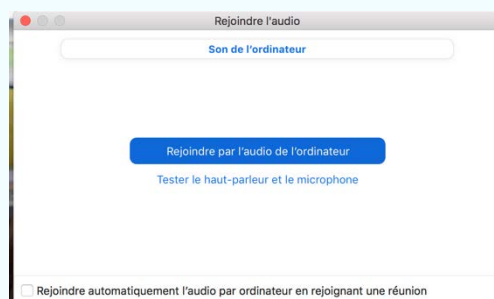 Rejoindre l'audio
Son de l'ordinateur
Rejoindre par l'audio de l'ordinateur
Tester le haut-parleur et le microphone
Rejoindre automatiquement l'audio par ordinateur en rejoignant une réunion